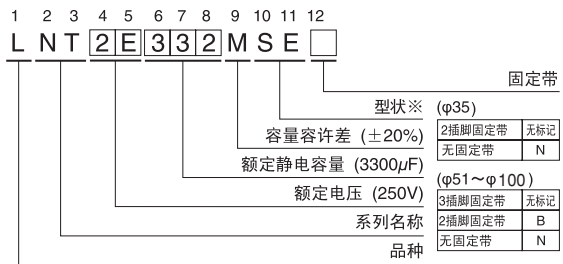 1 2 3 4 5 6 7 8 9 10 11 12
L N T 2 E 3 3 2 M S E
固定带
型状※ (φ35)
2插脚固定带 无标记
无固定带 N
容量容许差 (±20%)
额定静电容量 (3300μF)
额定电压 (250V)
(φ51～φ100)
3插脚固定带 无标记
2插脚固定带 B
无固定带 N
系列名称
品种